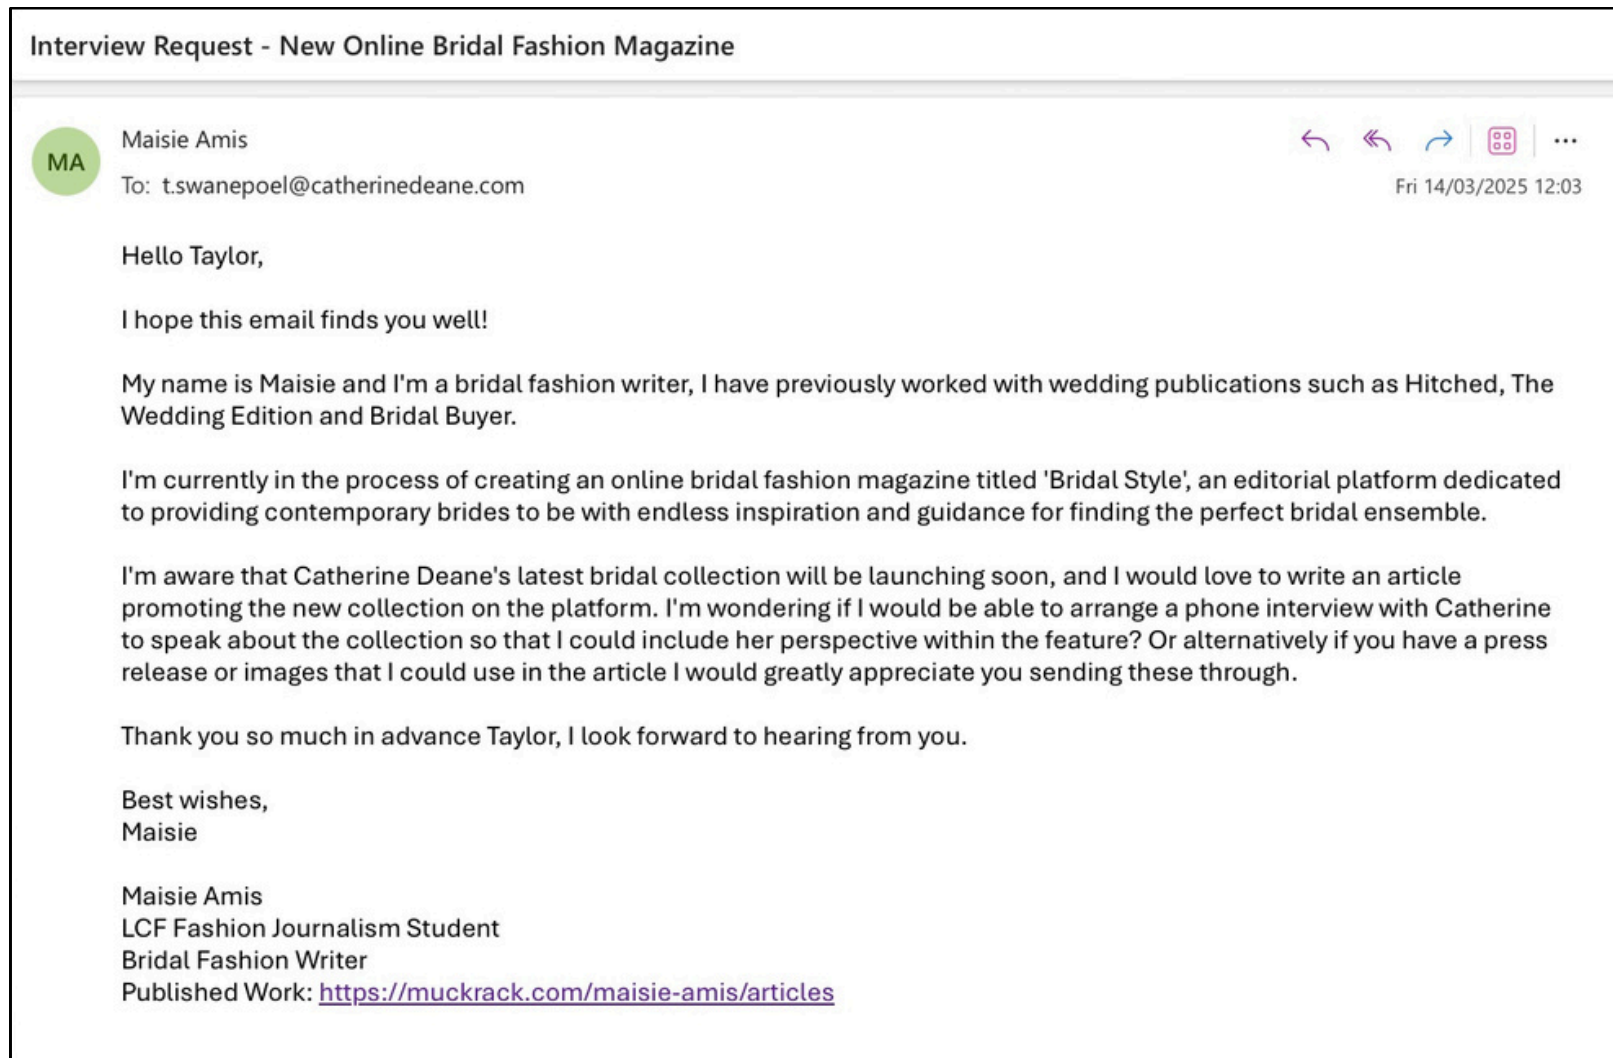 Interview Request - New Online Bridal Fashion Magazine
MA
Maisie Amis
To: t.swanepoel@catherinedeane.com
Fri 14/03/2025 12:03
Hello Taylor,
I hope this email finds you well!
My name is Maisie and I'm a bridal fashion writer, I have previously worked with wedding publications such as Hitched, The
Wedding Edition and Bridal Buyer.
I'm currently in the process of creating an online bridal fashion magazine titled 'Bridal Style', an editorial platform dedicated
to providing contemporary brides to be with endless inspiration and guidance for finding the perfect bridal ensemble.
I'm aware that Catherine Deane's latest bridal collection will be launching soon, and I would love to write an article
promoting the new collection on the platform. I'm wondering if I would be able to arrange a phone interview with Catherine
to speak about the collection so that I could include her perspective within the feature? Or alternatively if you have a press
release or images that I could use in the article I would greatly appreciate you sending these through.
Thank you so much in advance Taylor, I look forward to hearing from you.
Best wishes,
Maisie
Maisie Amis
LCF Fashion Journalism Student
Bridal Fashion Writer
Published Work: https://muckrack.com/maisie-amis/articles